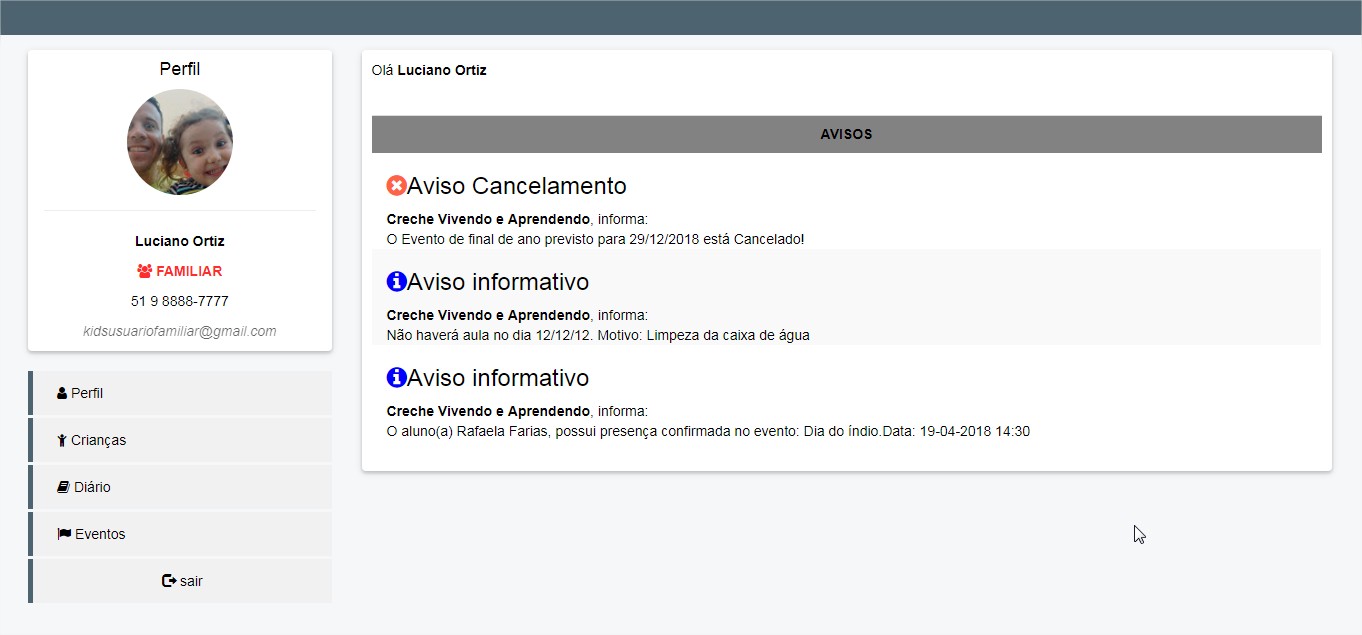 Perfil
Luciano Ortiz
FAMILIAR
51 9 8888-7777
kidsusuariofamiliar@gmail.com
Perfil
Crianças
Diário
Eventos
sair
Olá Luciano Ortiz
AVISOS
Aviso Cancelamento
Creche Vivendo e Aprendendo, informa:
O Evento de final de ano previsto para 29/12/2018 está Cancelado!
Aviso informativo
Creche Vivendo e Aprendendo, informa:
Não haverá aula no dia 12/12/12. Motivo: Limpeza da caixa de água
Aviso informativo
Creche Vivendo e Aprendendo, informa:
O aluno(a) Rafaela Farias, possui presença confirmada no evento: Dia do índio.Data: 19-04-2018 14:30